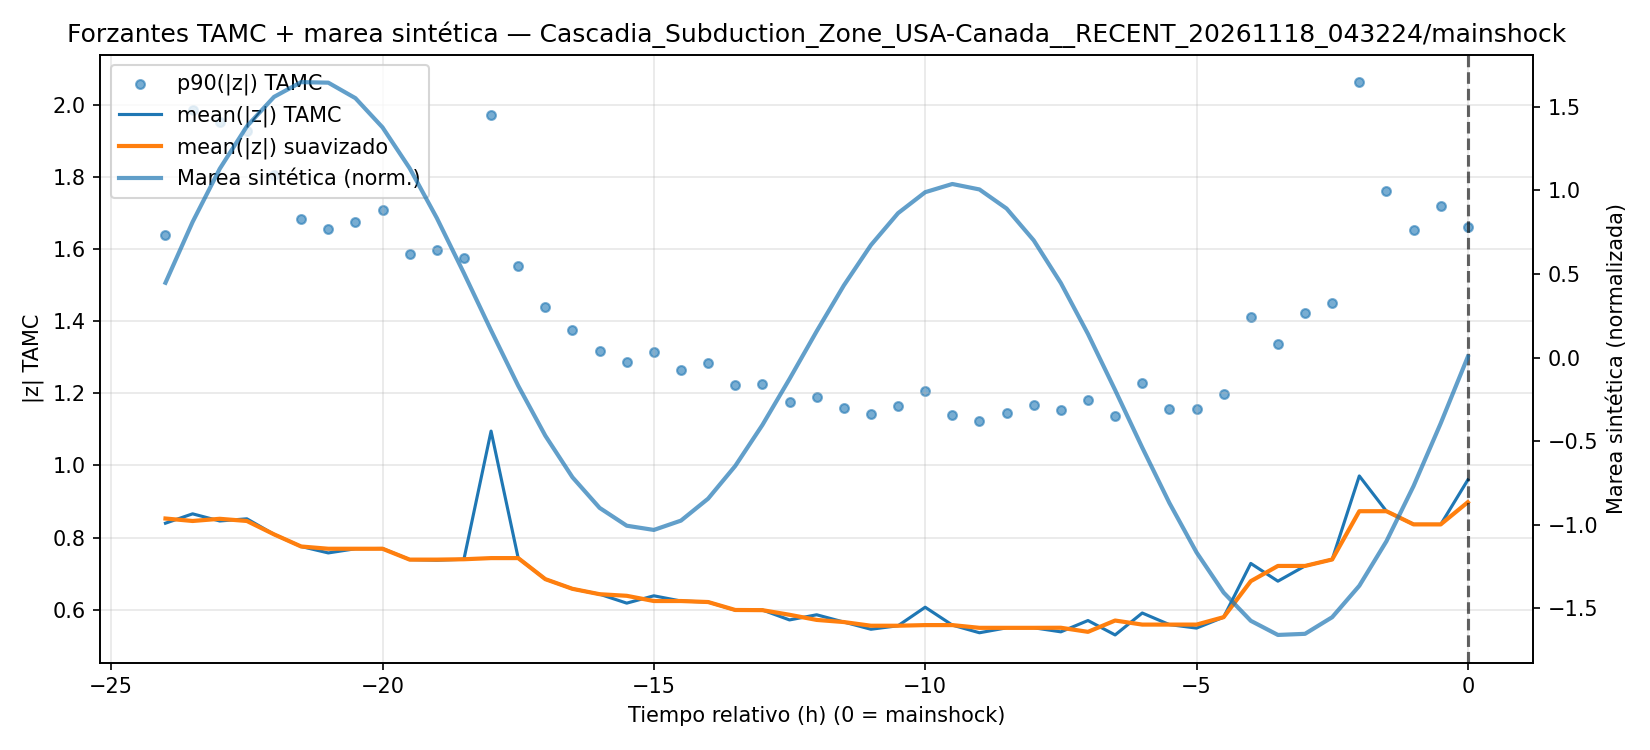 Forzantes TAMC + marea sintética — Cascadia_Subduction_Zone_USA-Canada__RECENT_20261118_043224/mainshock
p90(|z|) TAMC
mean(|z|) TAMC
mean(|z|) suavizado
Marea sintética (norm.)
|z| TAMC
2.0
1.8
1.6
1.4
1.2
1.0
0.8
0.6
1.5
1.0
0.5
0.0
−0.5
−1.0
−1.5
Marea sintética (normalizada)
−25
−20
−15
−10
−5
0
Tiempo relativo (h) (0 = mainshock)